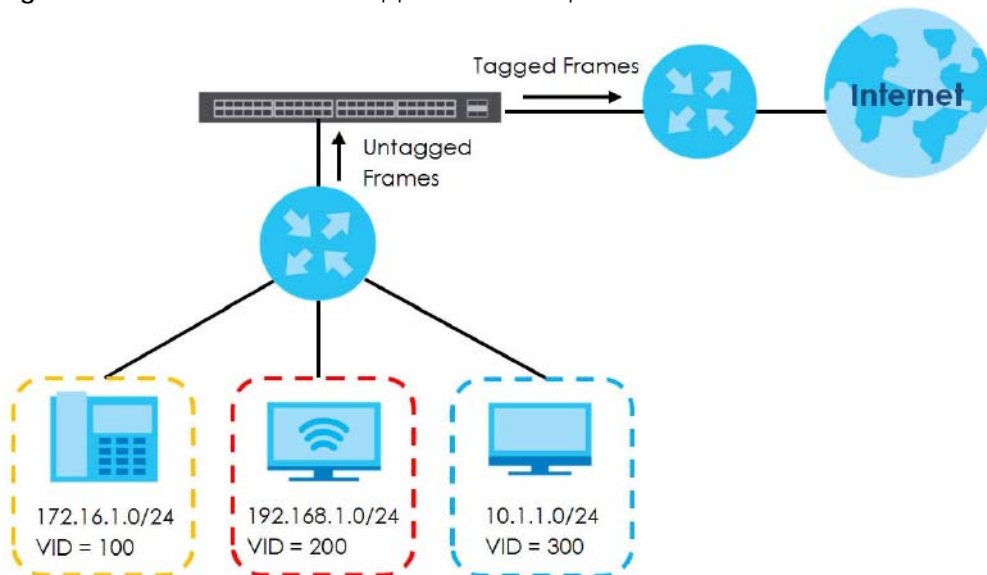 Tagged Frames
Internet
Untagged
Frames
172.16.1.0/24
VID = 100
192.168.1.0/24
VID = 200
10.1.1.0/24
VID = 300